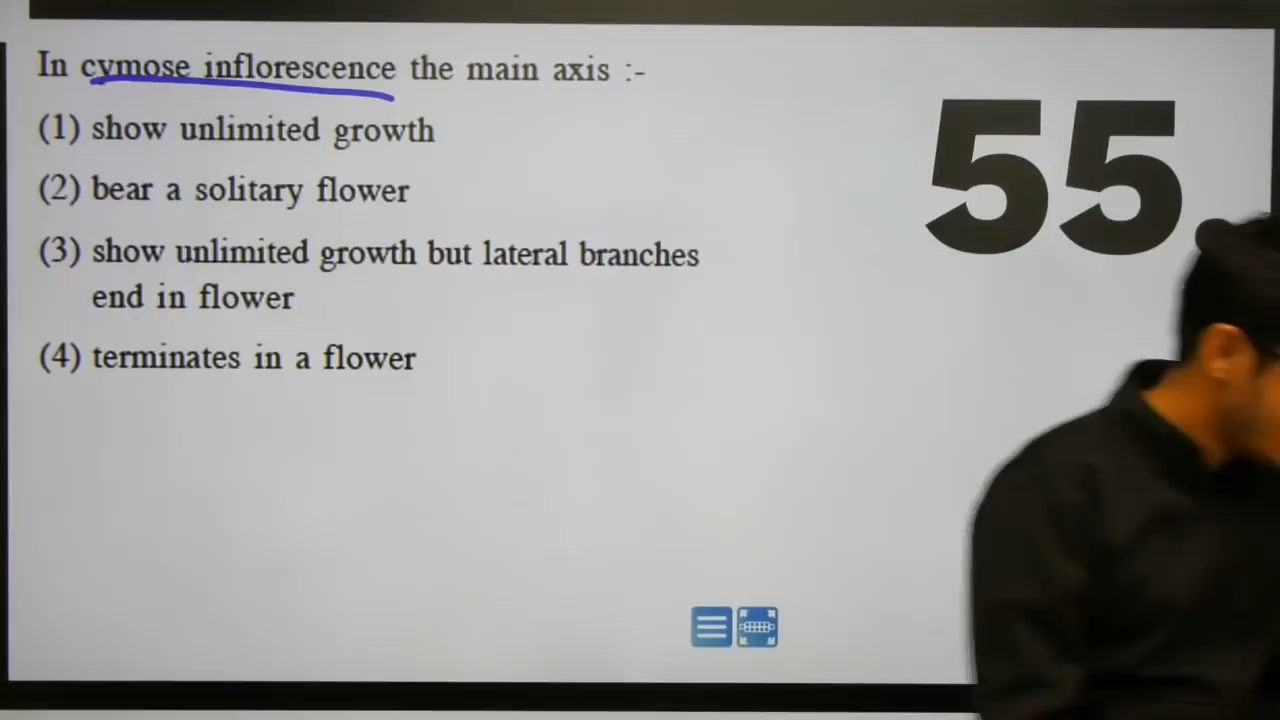 In cymose inflorescence the main axis :-
(1) show unlimited growth
(2) bear a solitary flower
(3) show unlimited growth but lateral branches
end in flower
(4) terminates in a flower
55.